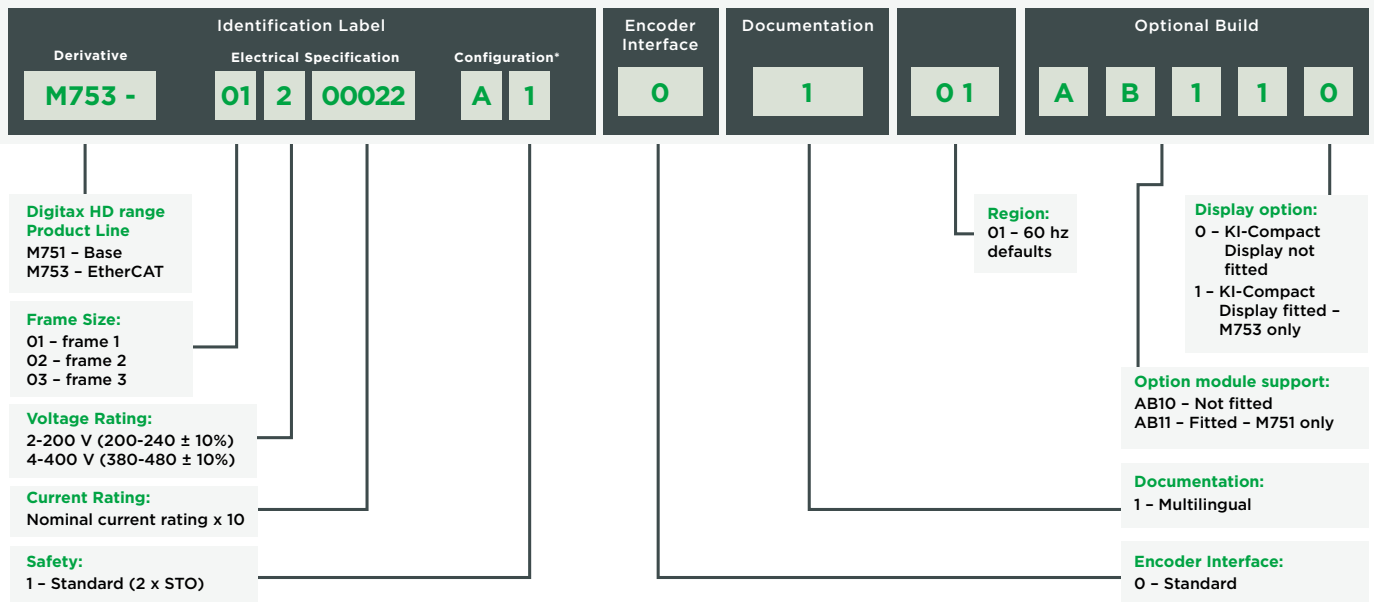 Identification Label
Derivative
Electrical Specification
Configuration*
M753 -
01 2 00022
A 1
Encoder
Interface
0
Documentation
1
0 1
Optional Build
A B 1 1 0
Digitax HD range
Product Line
M751 – Base
M753 – EtherCAT
Frame Size:
01 – frame 1
02 – frame 2
03 – frame 3
Voltage Rating:
2-200 V (200-240 ± 10%)
4-400 V (380-480 ± 10%)
Current Rating:
Nominal current rating x 10
Safety:
1 – Standard (2 x STO)
Region:
01 – 60 hz
defaults
Display option:
0 – KI-Compact
Display not
fitted
1 – KI-Compact
Display fitted –
M753 only
Option module support:
AB10 – Not fitted
AB11 – Fitted – M751 only
Documentation:
1 – Multilingual
Encoder Interface:
0 – Standard